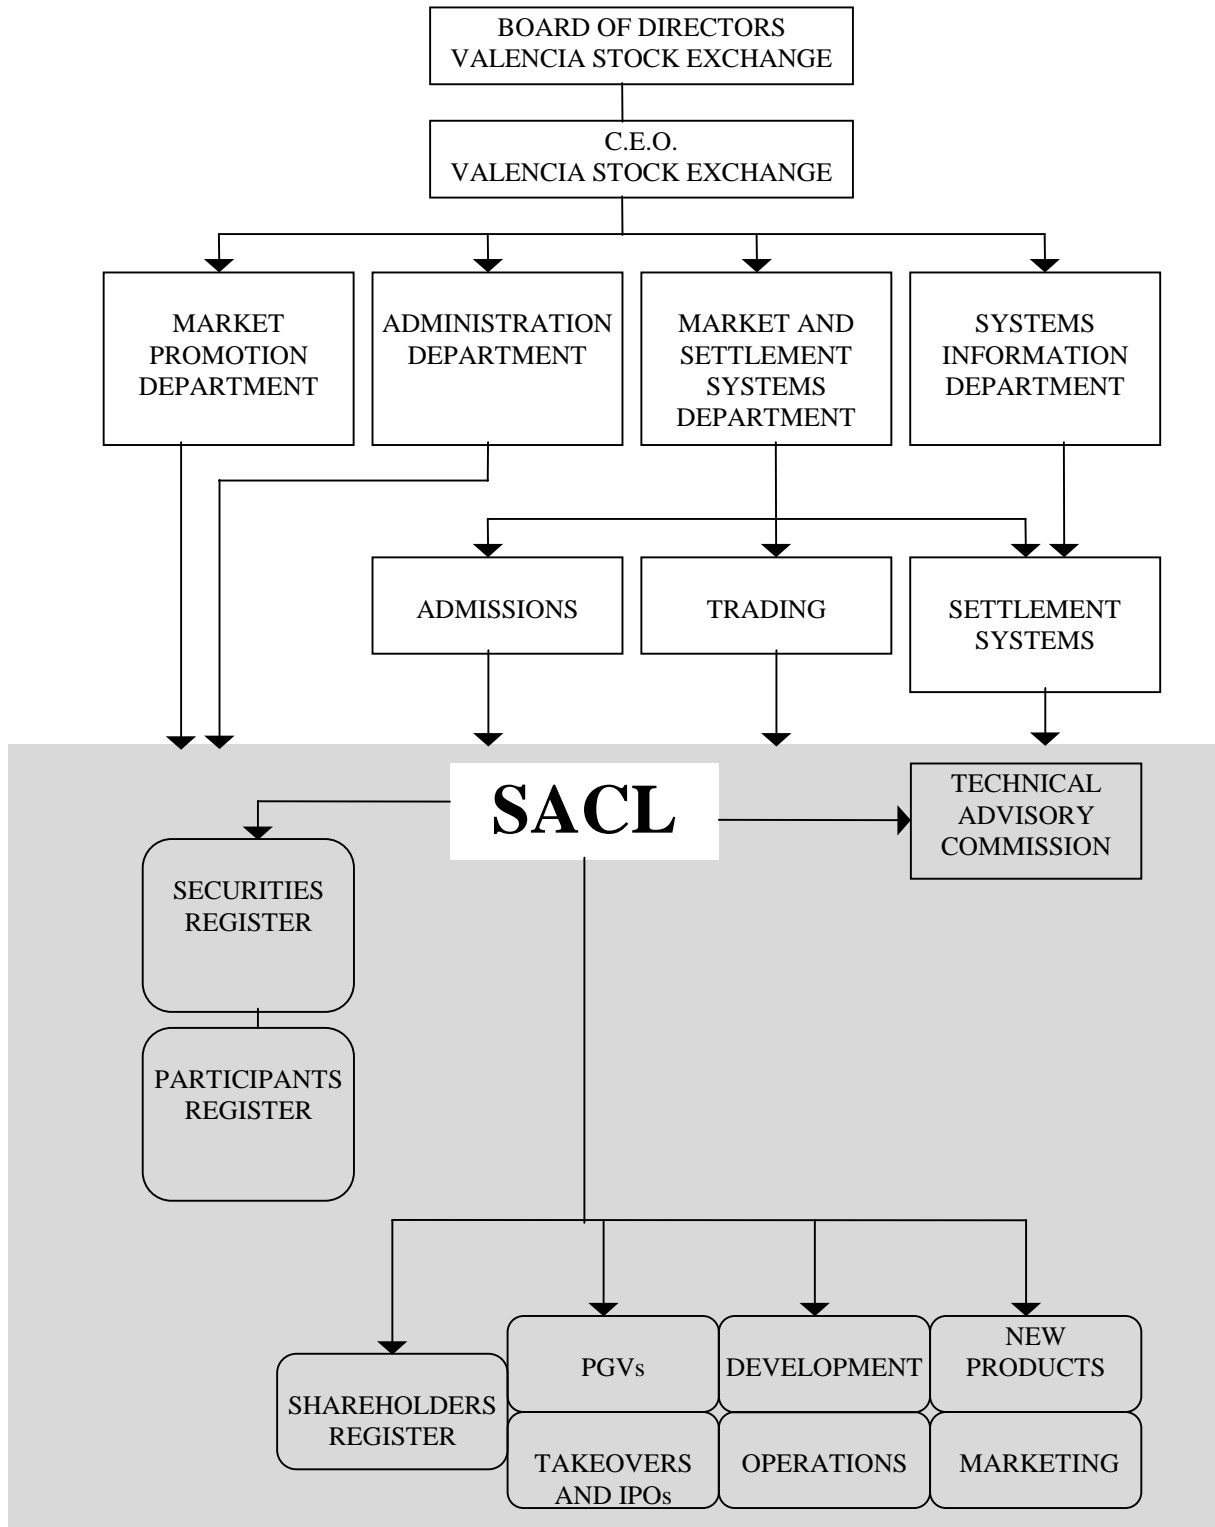 BOARD OF DIRECTORS
VALENCIA STOCK EXCHANGE
C.E.O.
VALENCIA STOCK EXCHANGE
MARKET
PROMOTION
DEPARTMENT
ADMINISTRATION
DEPARTMENT
MARKET AND
SETTLEMENT
SYSTEMS
DEPARTMENT
SYSTEMS
INFORMATION
DEPARTMENT
ADMISSIONS
TRADING
SETTLEMENT
SYSTEMS
SACL
TECHNICAL
ADVISORY
COMMISSION
SECURITIES
REGISTER
PARTICIPANTS
REGISTER
SHAREHOLDERS
REGISTER
PGVs
DEVELOPMENT
NEW
PRODUCTS
TAKEOVERS
AND IPOs
OPERATIONS
MARKETING